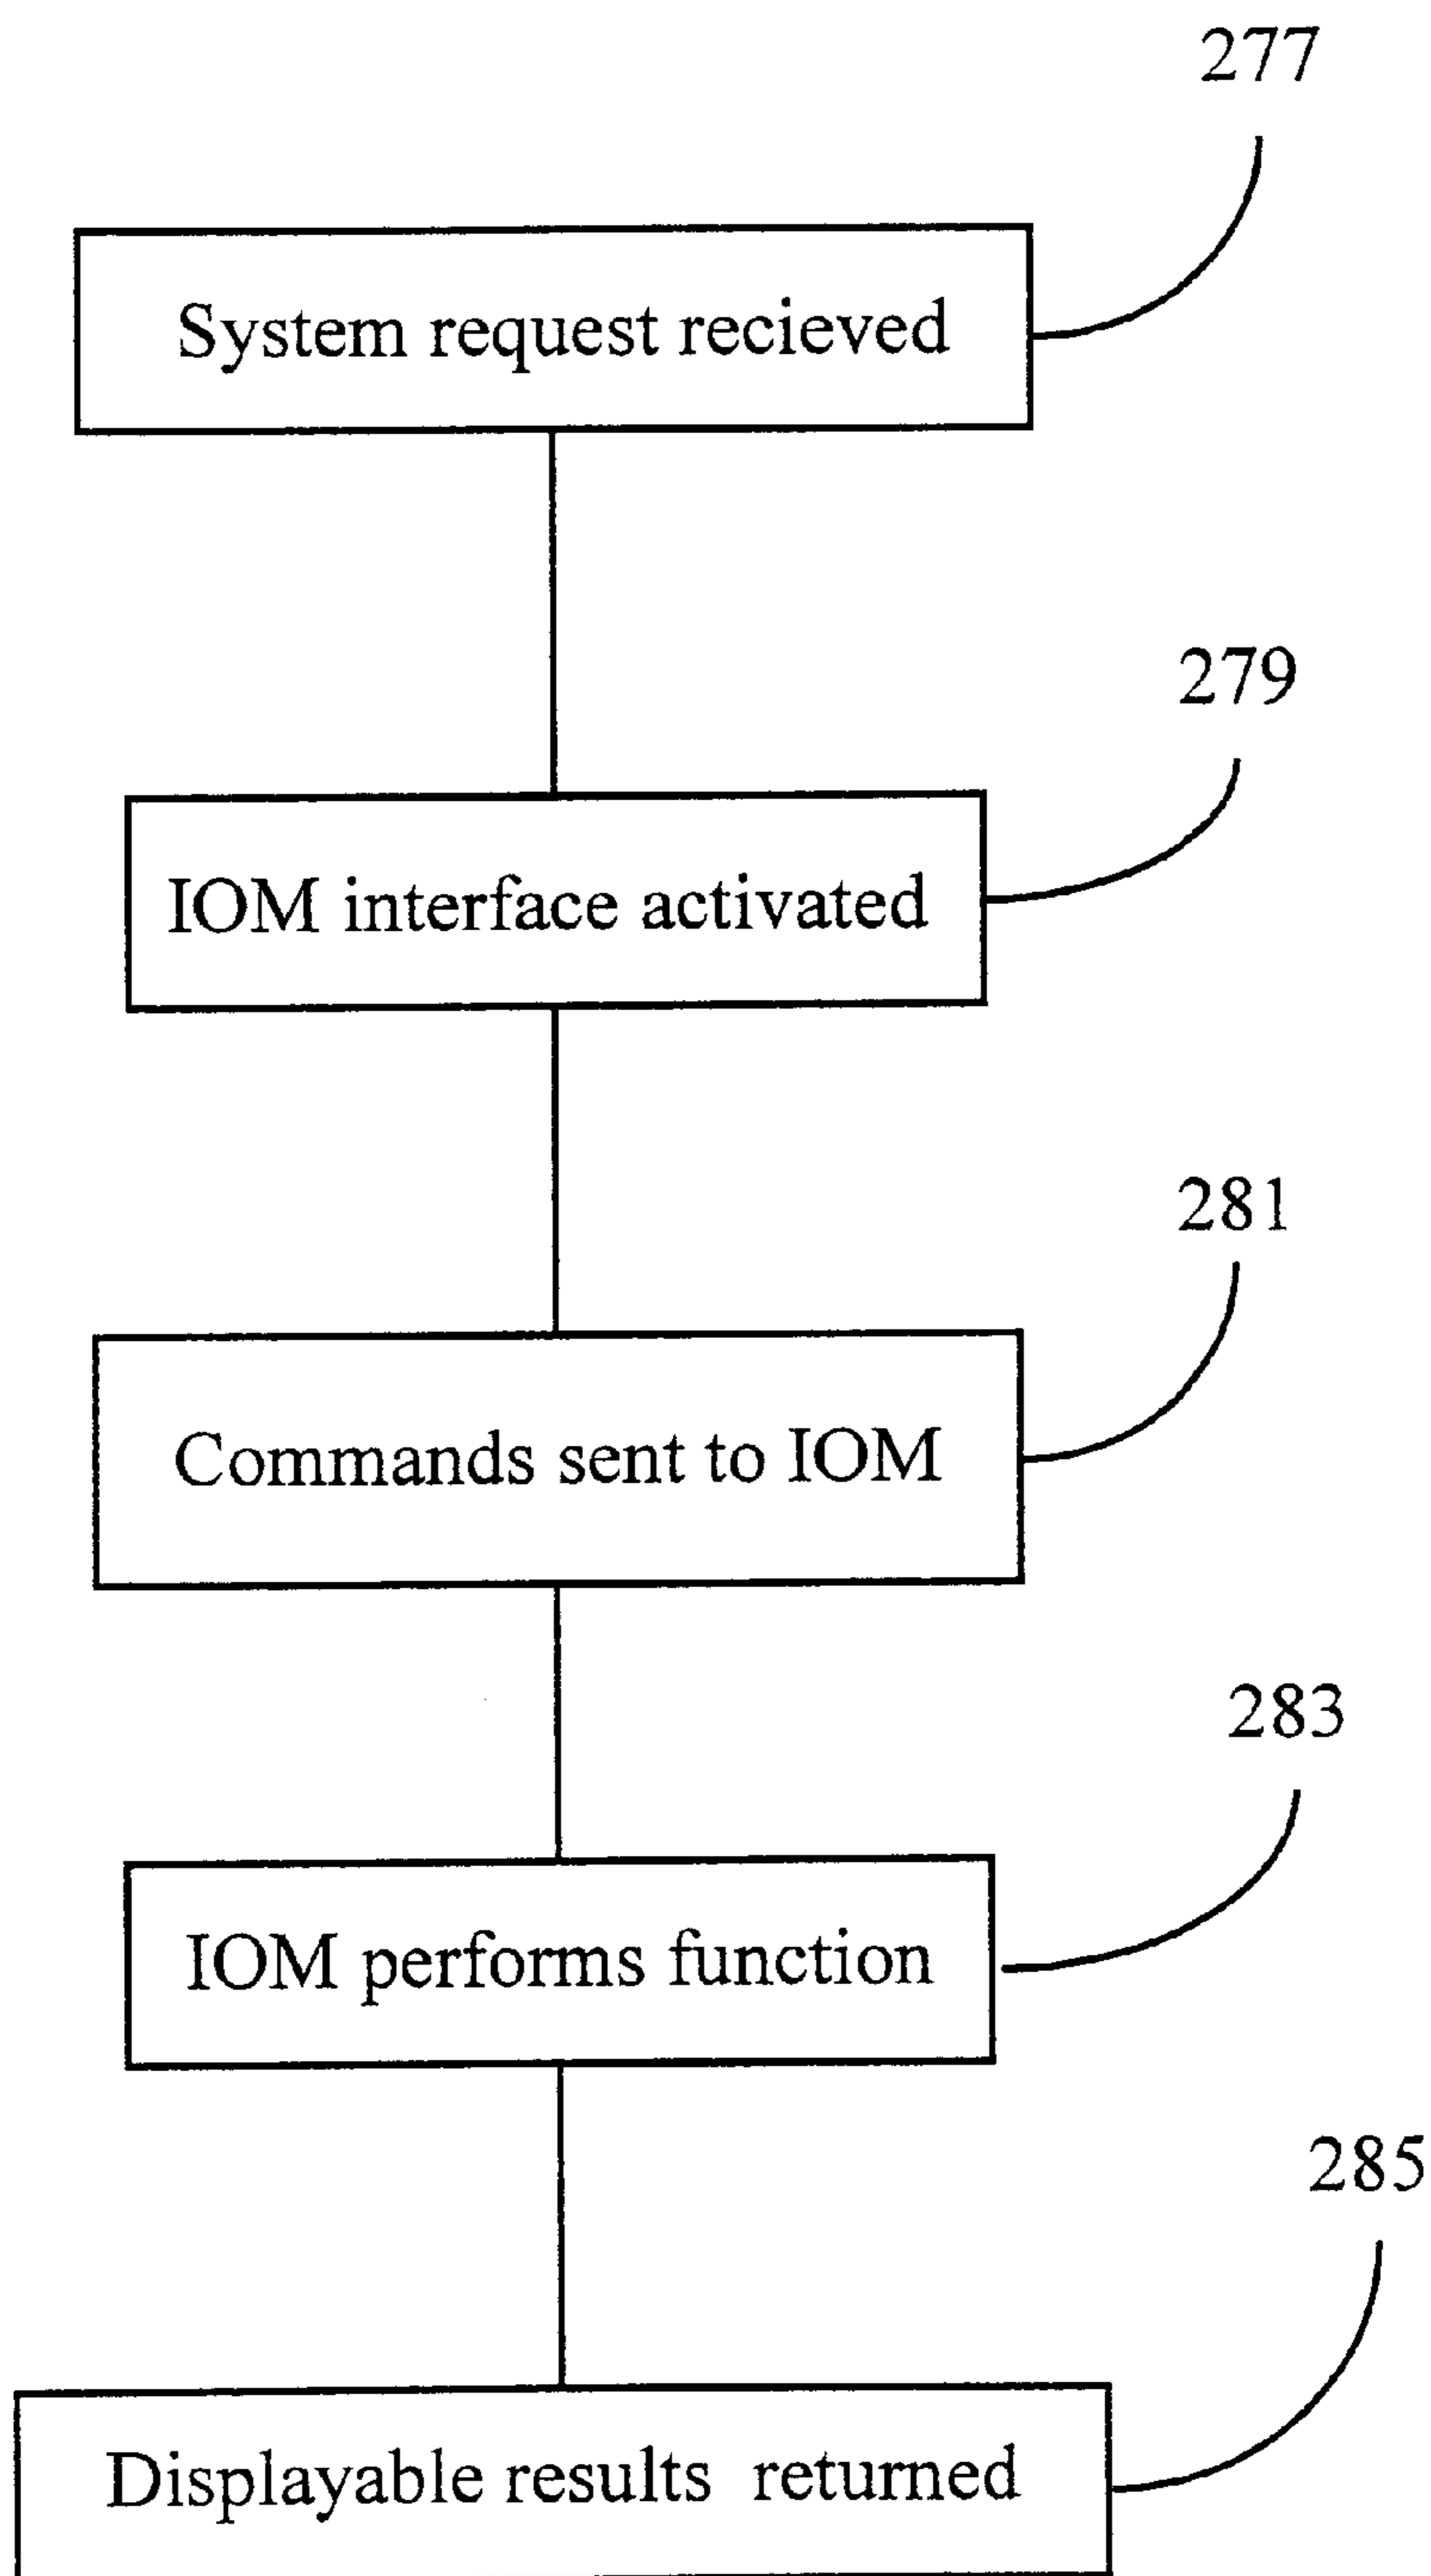 277
System request recieved
279
IOM interface activated
281
Commands sent to IOM
283
IOM performs function
285
Displayable results returned